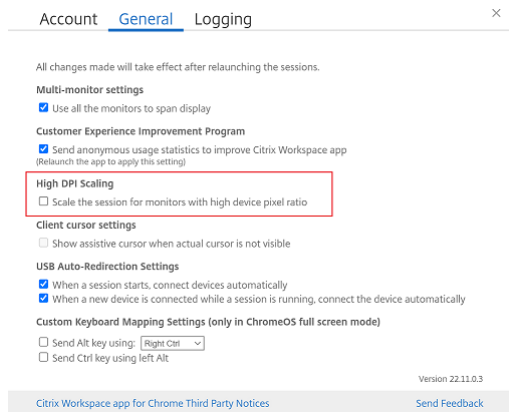 Account General Logging
All changes made will take effect after relaunching the sessions.
Multi-monitor settings
Use all the monitors to span display
Customer Experience Improvement Program
Send anonymous usage statistics to improve Citrix Workspace app
(Relaunch the app to apply this setting)
High DPI Scaling
Scale the session for monitors with high device pixel ratio
Client cursor settings
Show assistive cursor when actual cursor is not visible
USB Auto-Redirection Settings
When a session starts, connect devices automatically
When a new device is connected while a session is running, connect the device automatically
Custom Keyboard Mapping Settings (only in ChromeOS full screen mode)
Send Alt key using: Right Ctrl
Send Ctrl key using left Alt
Version 22.11.0.3
Citrix Workspace app for Chrome Third Party Notices Send Feedback